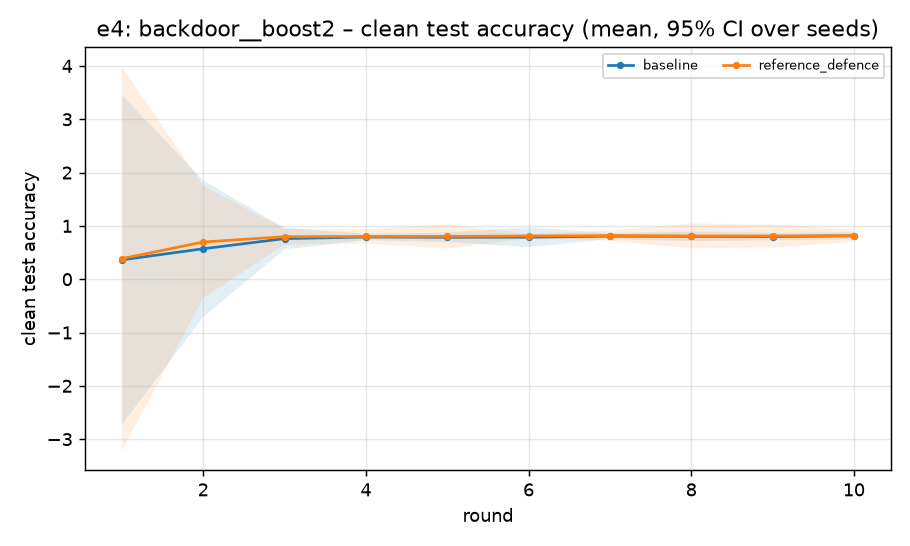 e4: backdoor__boost2 – clean test accuracy (mean, 95% CI over seeds)
baseline
reference_defence
clean test accuracy
4
3
2
1
0
−1
−2
−3
2
4
6
8
10
round